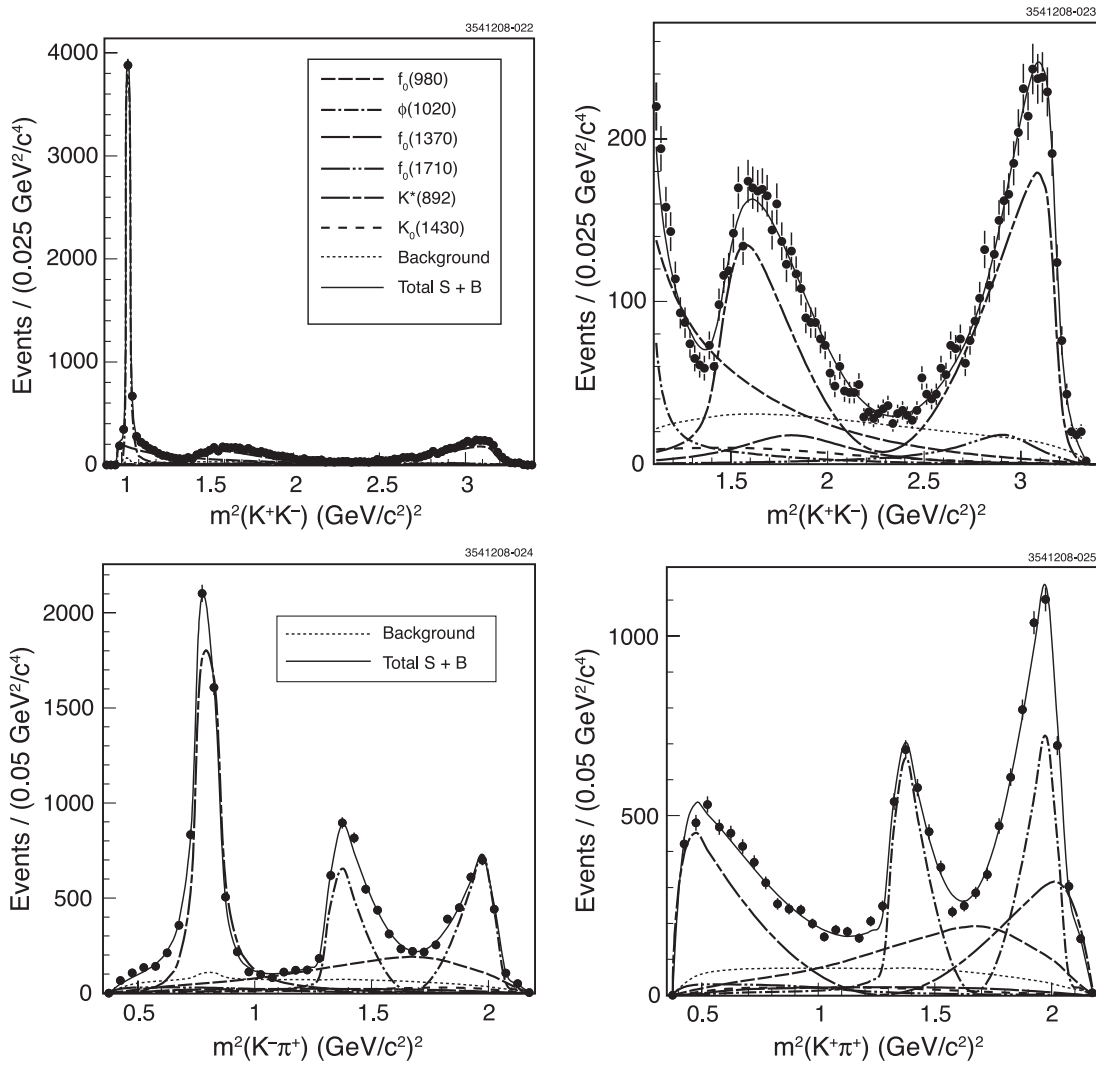 3541208-022
4000
3000
2000
1000
0
Events / (0.025 GeV²/c⁴)
f₀(980)
ϕ(1020)
f₀(1370)
f₀(1710)
K*(892)
K₀(1430)
Background
Total S + B
1 1.5 2 2.5 3
m²(K⁺K⁻) (GeV/c²)²
3541208-023
200
100
0
Events / (0.025 GeV²/c⁴)
1.5 2 2.5 3
m²(K⁺K⁻) (GeV/c²)²
3541208-024
2000
1500
1000
500
0
Events / (0.05 GeV²/c⁴)
Background
Total S + B
0.5 1 1.5 2
m²(K⁻π⁺) (GeV/c²)²
3541208-025
1000
500
0
Events / (0.05 GeV²/c⁴)
0.5 1 1.5 2
m²(K⁺π⁺) (GeV/c²)²